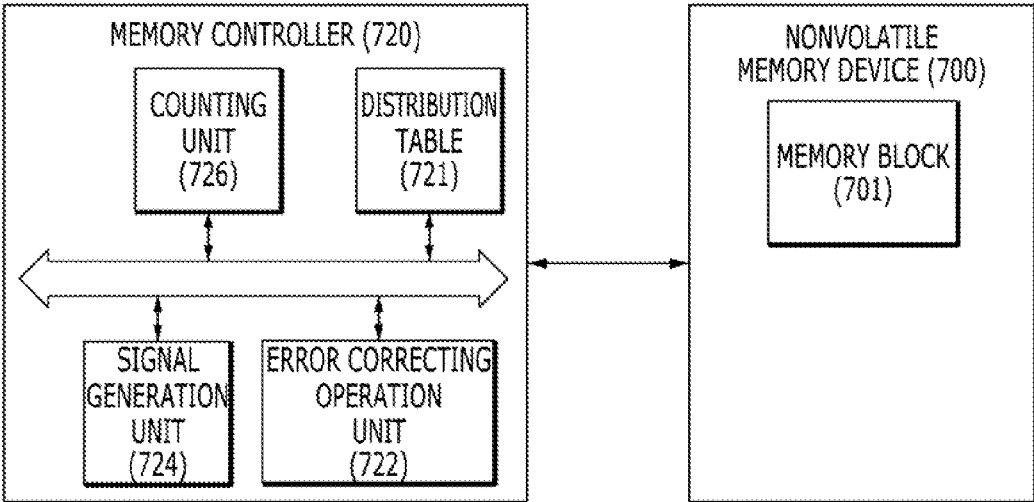 MEMORY CONTROLLER (720)
COUNTING
UNIT
(726)
DISTRIBUTION
TABLE
(721)
SIGNAL
GENERATION
UNIT
(724)
ERROR CORRECTING
OPERATION
UNIT
(722)
NONVOLATILE
MEMORY DEVICE (700)
MEMORY BLOCK
(701)